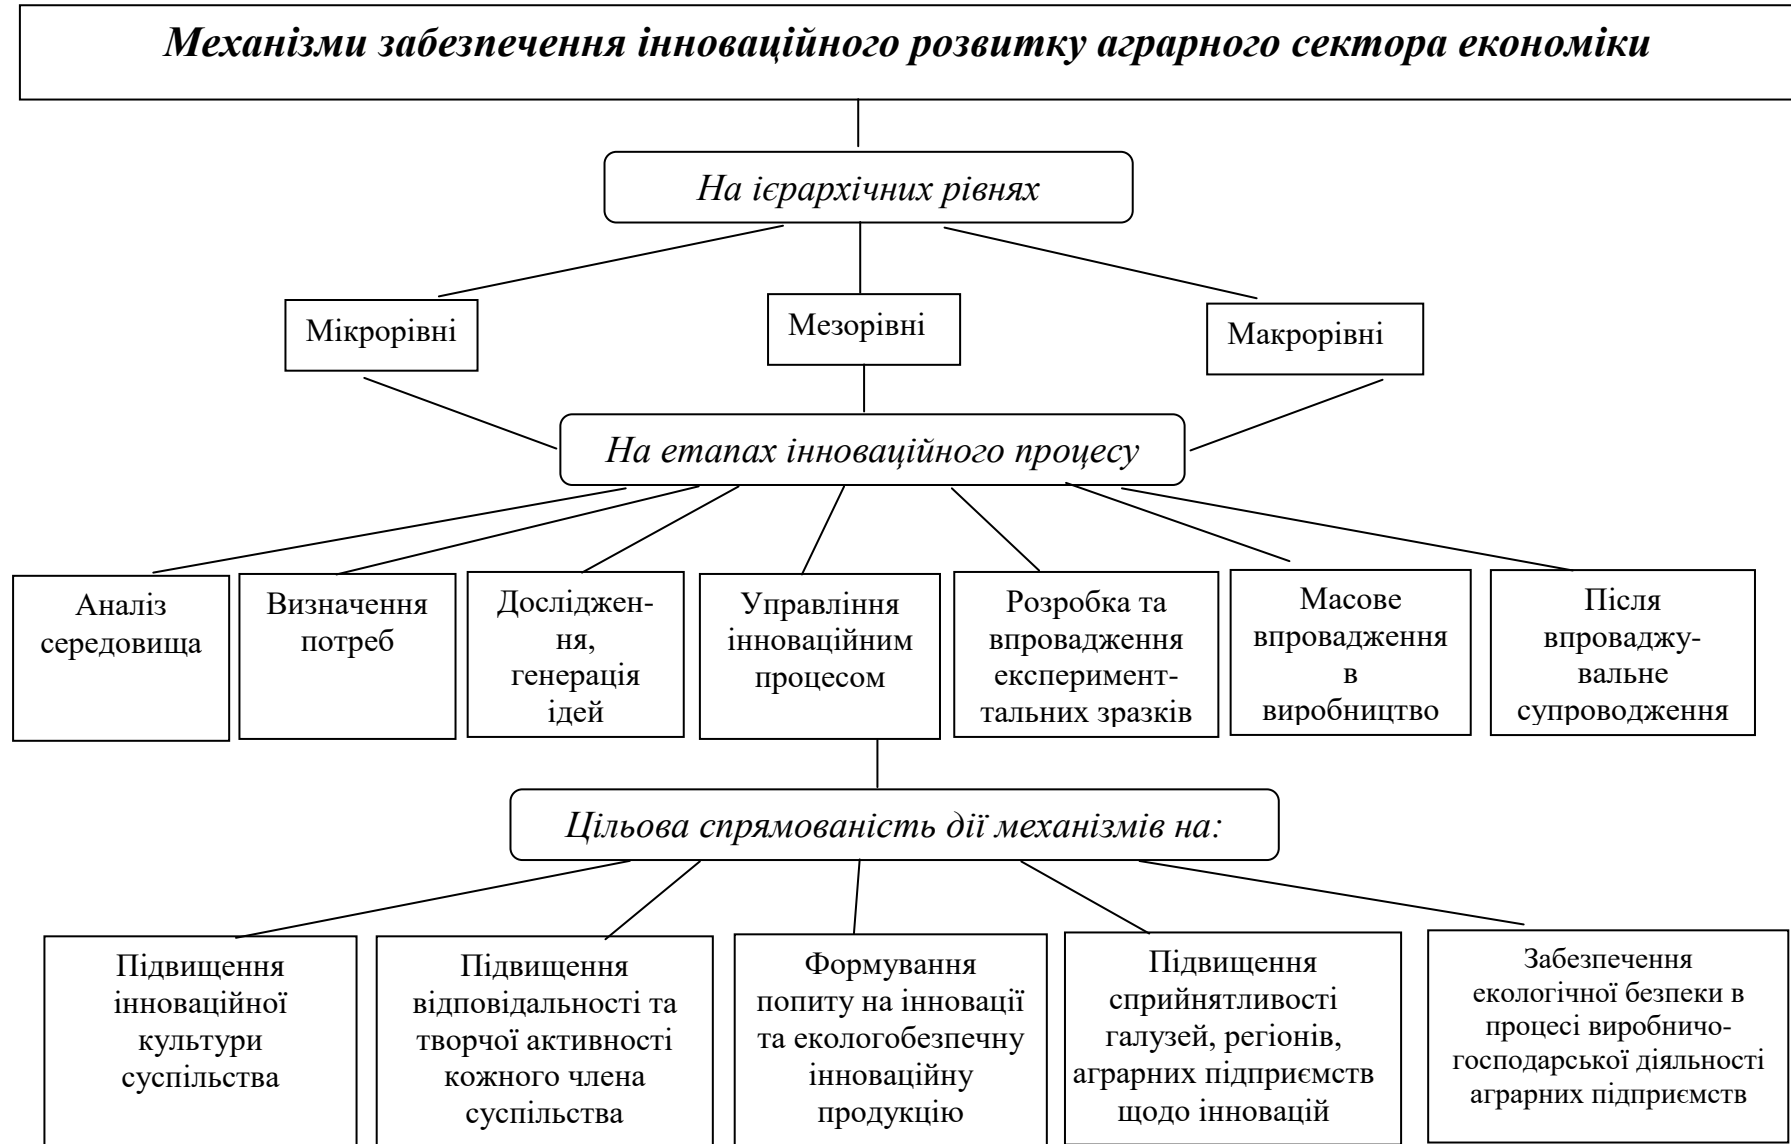 Механізми забезпечення інноваційного розвитку аграрного сектора економіки
На ієрархічних рівнях
Мікрорівні
Мезорівні
Макрорівні
На етапах інноваційного процесу
Аналіз
середовища
Визначення
потреб
Досліджен-
ня,
генерація
ідей
Управління
інноваційним
процесом
Розробка та
впровадження
експеримент-
тальних зразків
Масове
впровадження
в
виробництво
Після
впроваджу-
вальне
супроводження
Цільова спрямованість дії механізмів на:
Підвищення
інноваційної
культури
суспільства
Підвищення
відповідальності та
творчої активності
кожного члена
суспільства
Формування
попиту на інновації
та екологобезпечну
інноваційну
продукцію
Підвищення
сприйнятливості
галузей, регіонів,
аграрних підприємств
щодо інновацій
Забезпечення
екологічної безпеки в
процесі виробничо-
господарської діяльності
аграрних підприємств